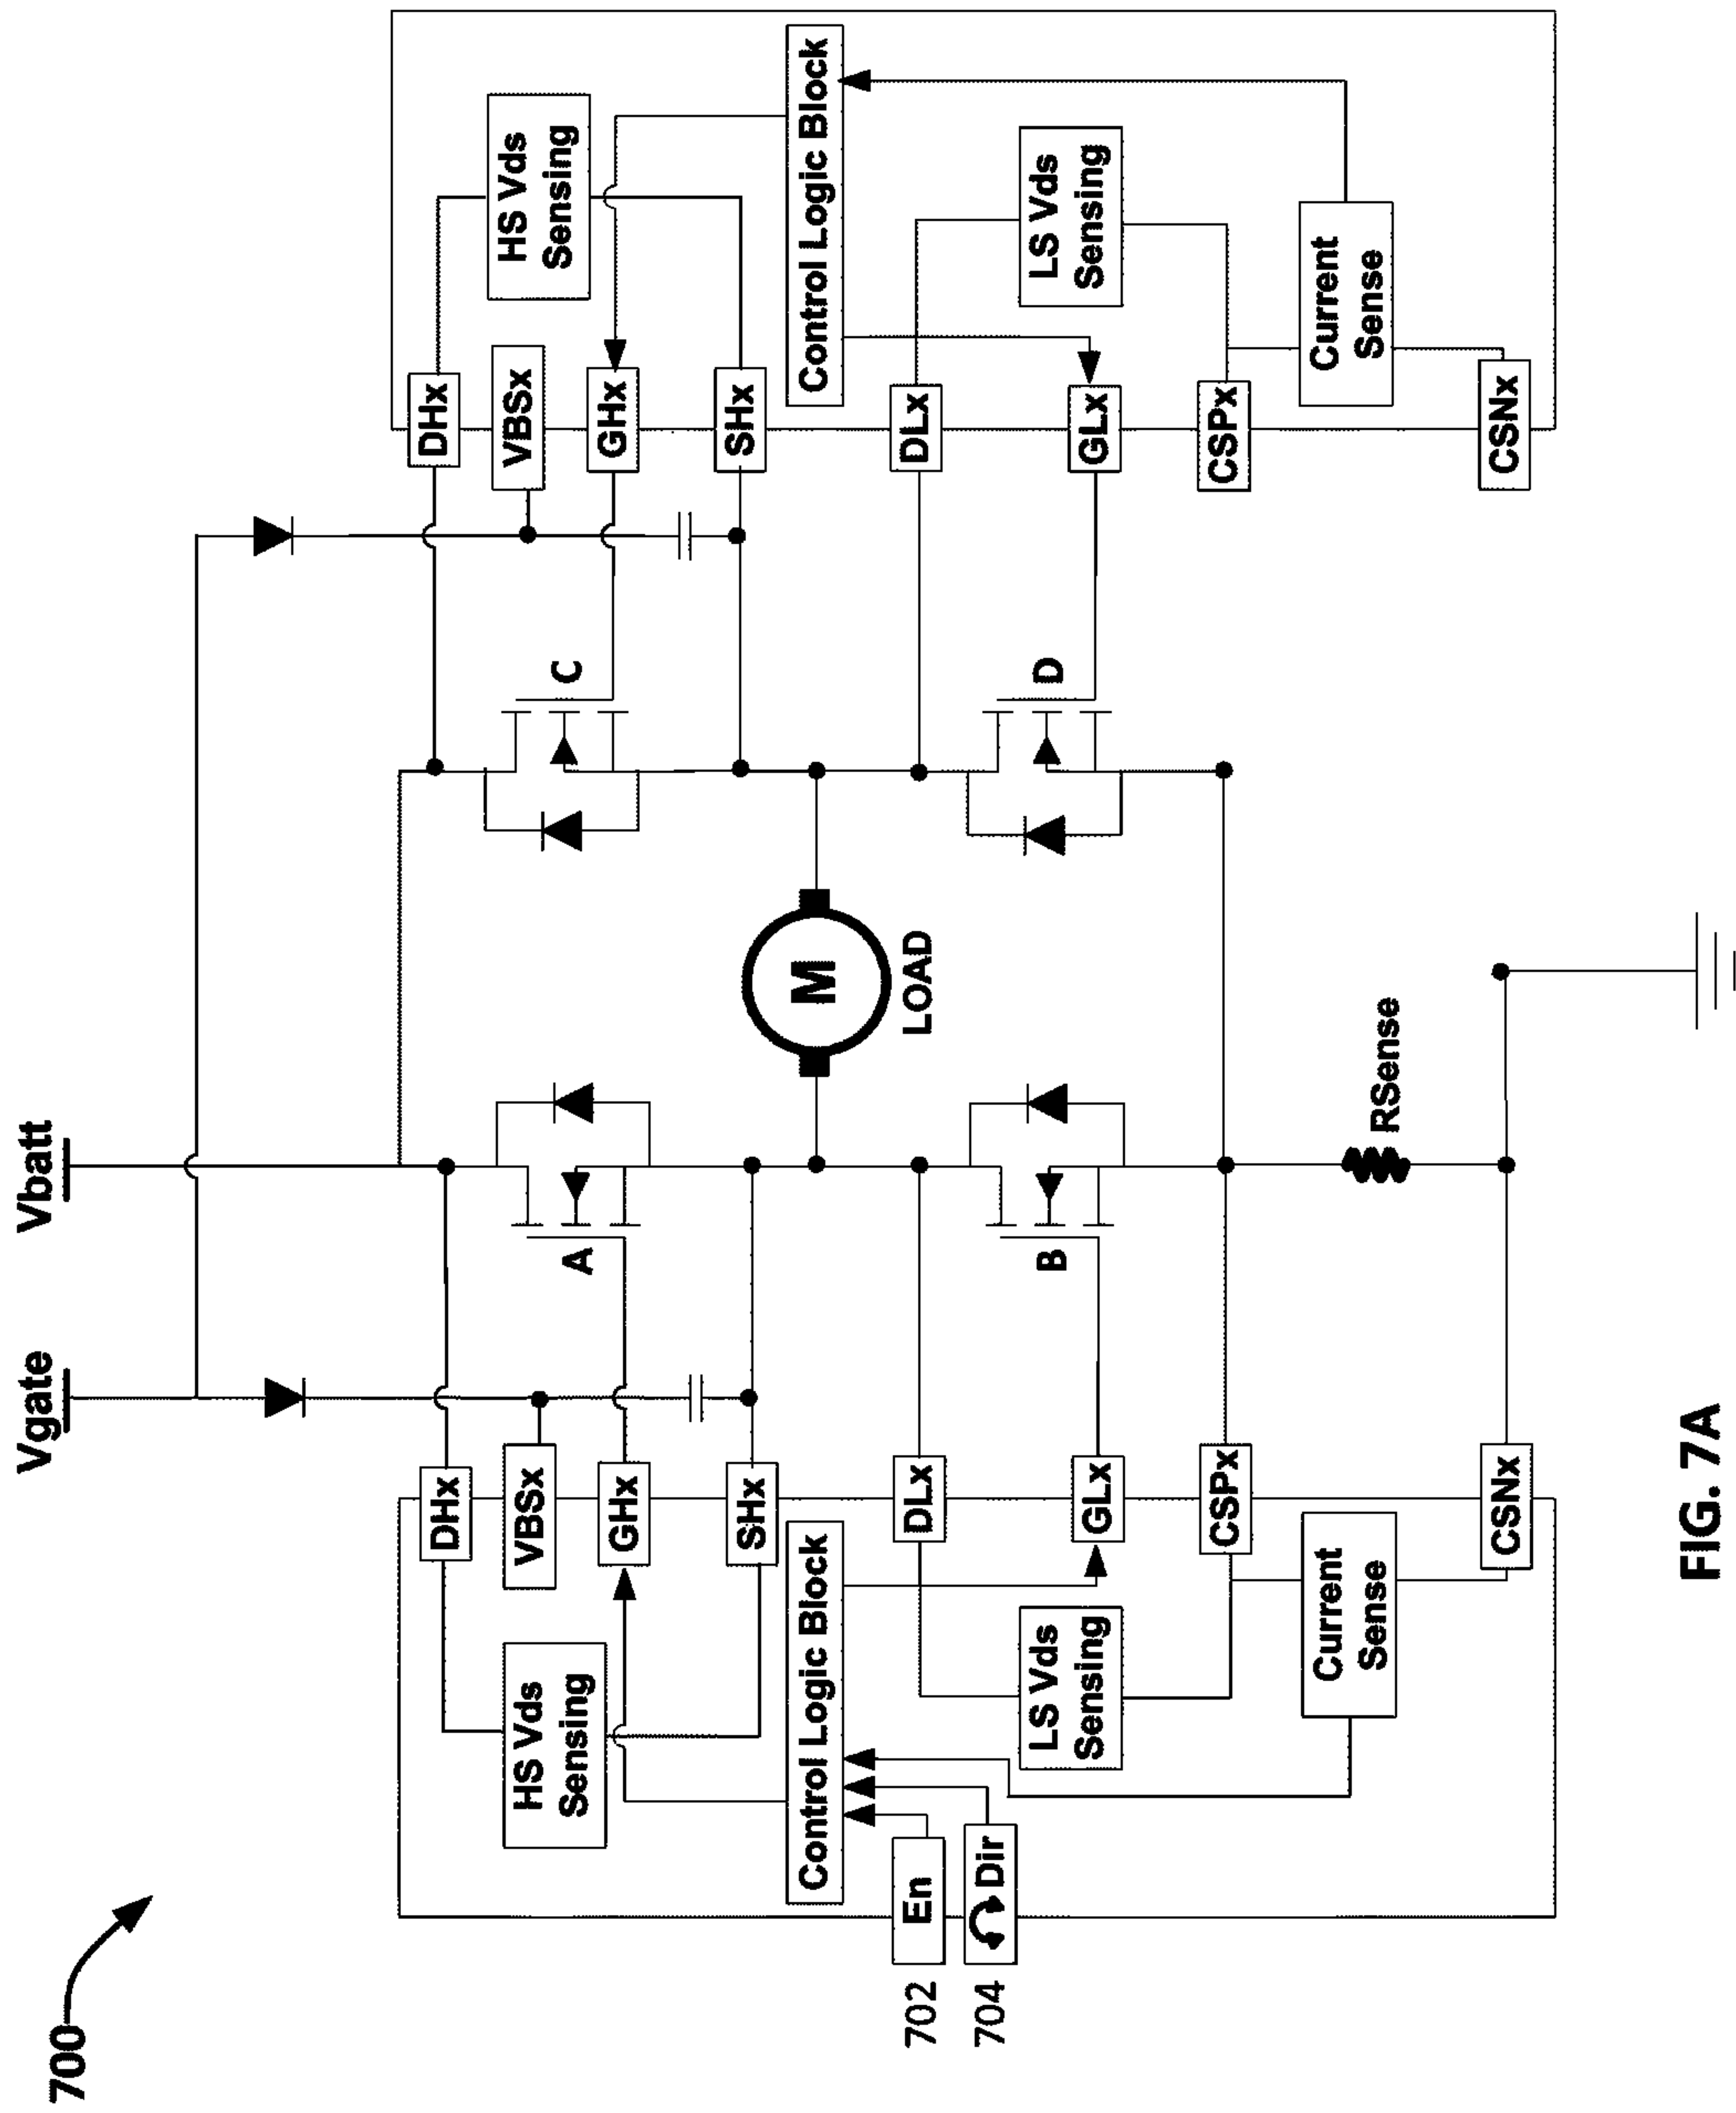 700
Vgate
Vbatt
DHx
VBSx
GHx
SHx
DLx
GLx
CSPx
CSNx
HS Vds
Sensing
Control Logic Block
LS Vds
Sensing
Current
Sense
En
Dir
702
704
A
B
M
LOAD
RSense
C
D
DHx
VBSx
GHx
SHx
DLx
GLx
CSPx
CSNx
HS Vds
Sensing
Control Logic Block
LS Vds
Sensing
Current
Sense
FIG. 7A